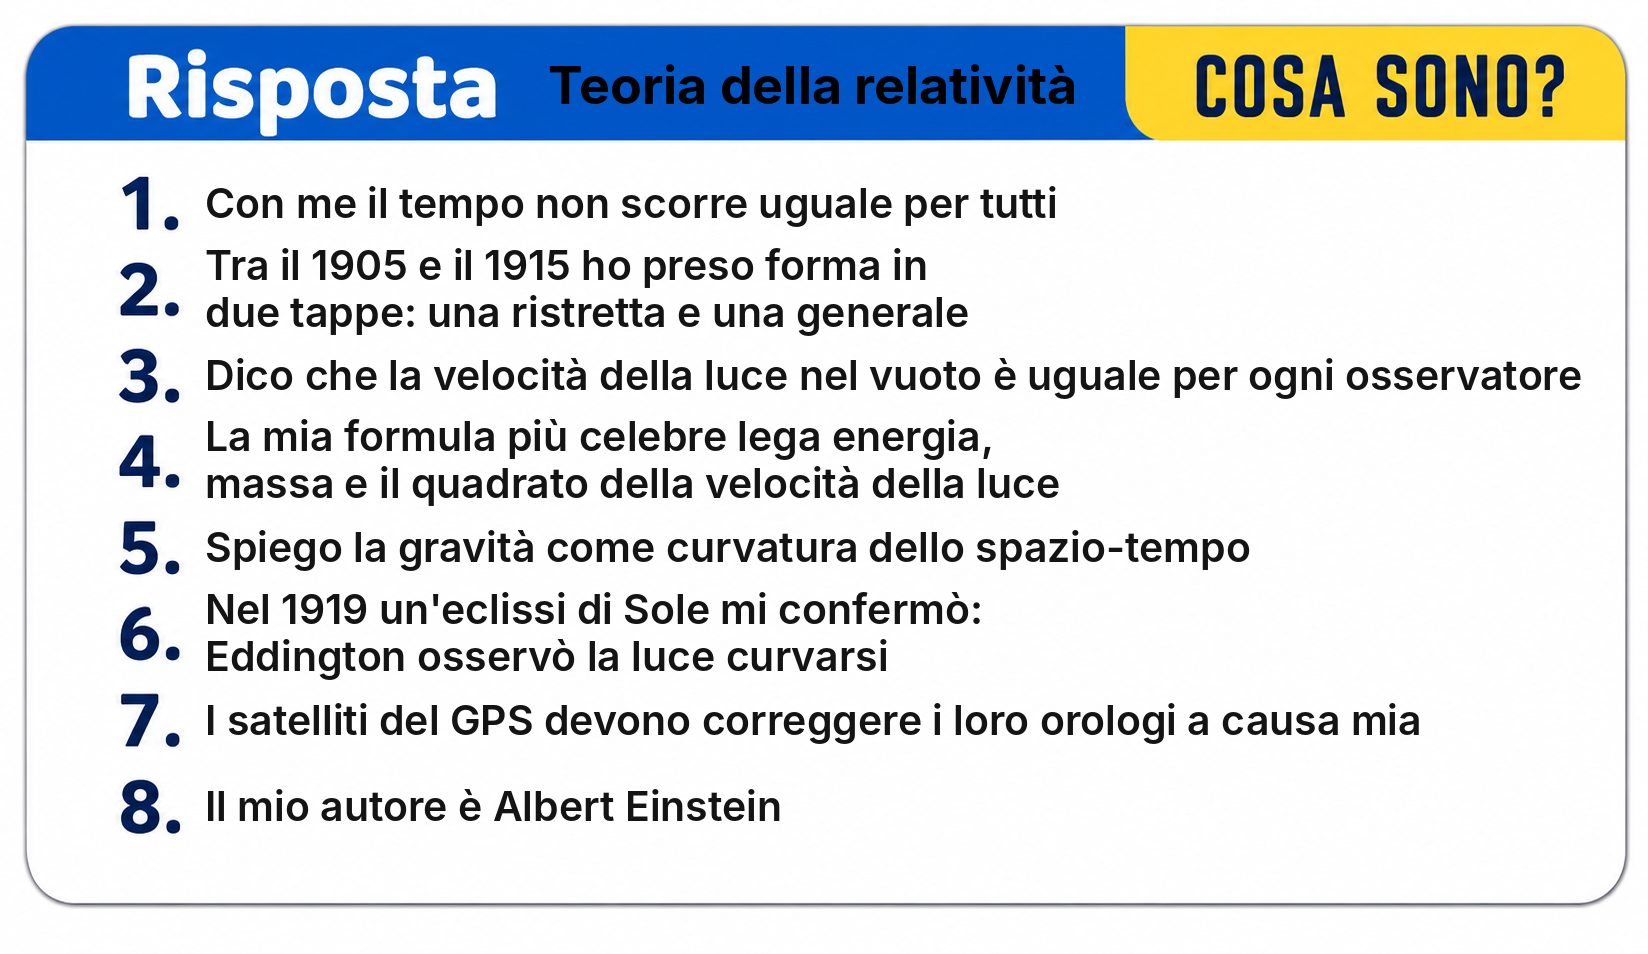 Risposta Teoria della relatività COSA SONO?
1. Con me il tempo non scorre uguale per tutti
2. Tra il 1905 e il 1915 ho preso forma in
due tappe: una ristretta e una generale
3. Dico che la velocità della luce nel vuoto è uguale per ogni osservatore
4. La mia formula più celebre lega energia,
massa e il quadrato della velocità della luce
5. Spiego la gravità come curvatura dello spazio-tempo
6. Nel 1919 un'eclissi di Sole mi confermò:
Eddington osservò la luce curvarsi
7. I satelliti del GPS devono correggere i loro orologi a causa mia
8. Il mio autore è Albert Einstein